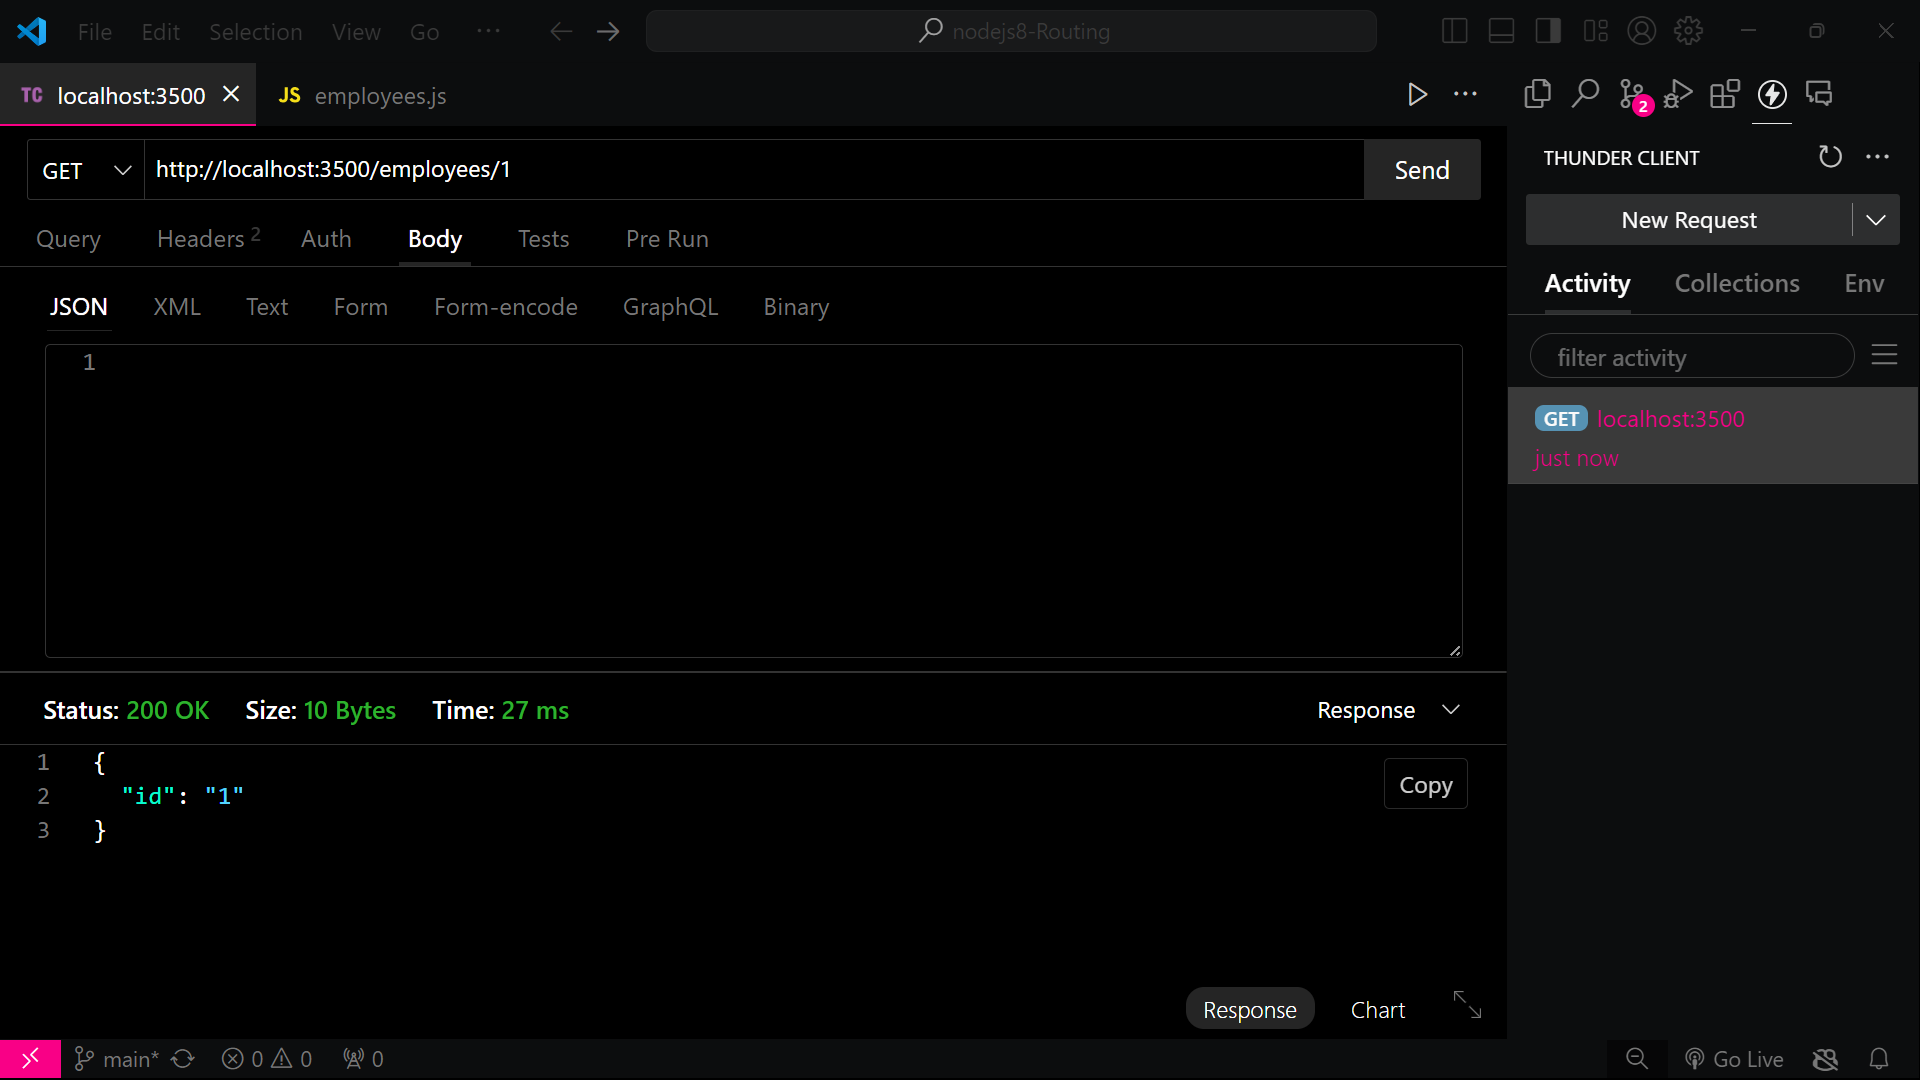 File Edit Selection View Go ··· nodejs8-Routing
TC localhost:3500 JS employees.js
2
GET http://localhost:3500/employees/1 Send
Query Headers 2 Auth Body Tests Pre Run
JSON XML Text Form Form-encode GraphQL Binary
1
Status: 200 OK Size: 10 Bytes Time: 27 ms Response
1 {
2 "id": "1"
3 }
Copy
Response Chart
THUNDER CLIENT
New Request
Activity Collections Env
filter activity
GET localhost:3500
just now
main* 0 0 0 Go Live